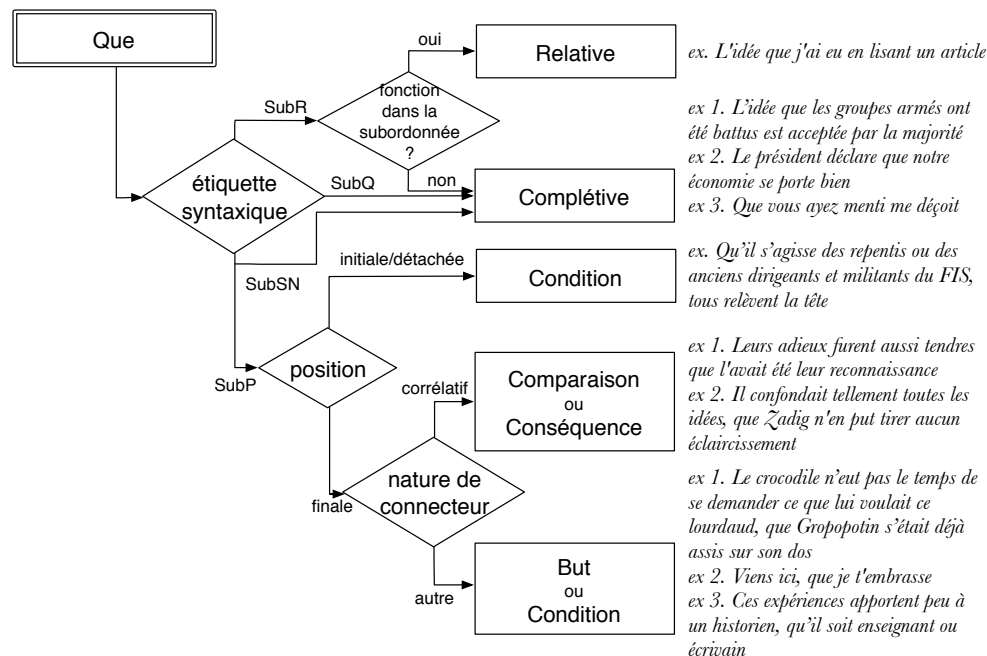 Que
oui
Relative
ex. L'idée que j'ai eu en lisant un article
SubR
fonction
dans la
subordonnée
?
non
ex 1. L'idée que les groupes armés ont
été battus est acceptée par la majorité
ex 2. Le président déclare que notre
économie se porte bien
ex 3. Que vous ayez menti me déçoit
étiquette
syntaxique
SubQ
Complétive
SubSN
initiale/détachée
Condition
ex. Qu'il s'agisse des repentis ou des
anciens dirigeants et militants du FIS,
tous relèvent la tête
SubP
position
corrélatif
Comparaison
ou
Conséquence
ex 1. Leurs adieux furent aussi tendres
que l'avait été leur reconnaissance
ex 2. Il confondait tellement toutes les
idées, que Zadig n'en put tirer aucun
éclaircissement
finale
nature de
connecteur
autre
But
ou
Condition
ex 1. Le crocodile n'eut pas le temps de
se demander ce que lui voulait ce
lourdaud, que Gropopotin s'était déjà
assis sur son dos
ex 2. Viens ici, que je t'embrasse
ex 3. Ces expériences apportent peu à
un historien, qu'il soit enseignant ou
écrivain